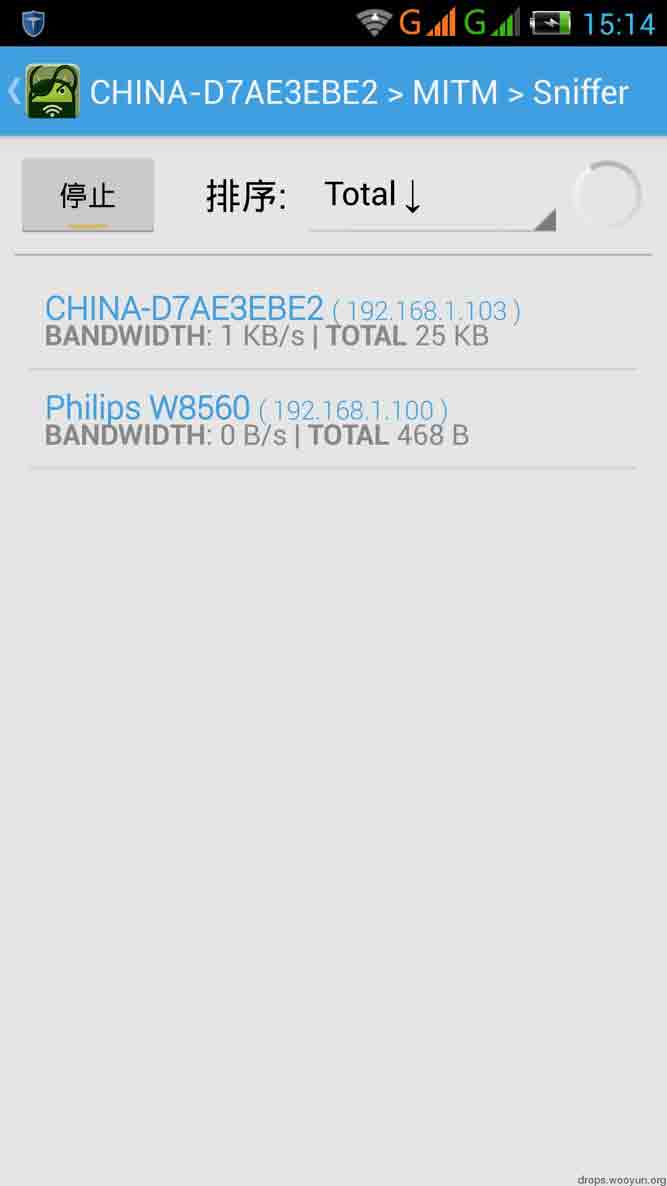 G G 15:14
CHINA-D7AE3EBE2 > MITM > Sniffer
停止 排序: Total ↓
CHINA-D7AE3EBE2 ( 192.168.1.103 )
BANDWIDTH: 1 KB/s | TOTAL 25 KB
Philips W8560 ( 192.168.1.100 )
BANDWIDTH: 0 B/s | TOTAL 468 B
drops.wooyun.org